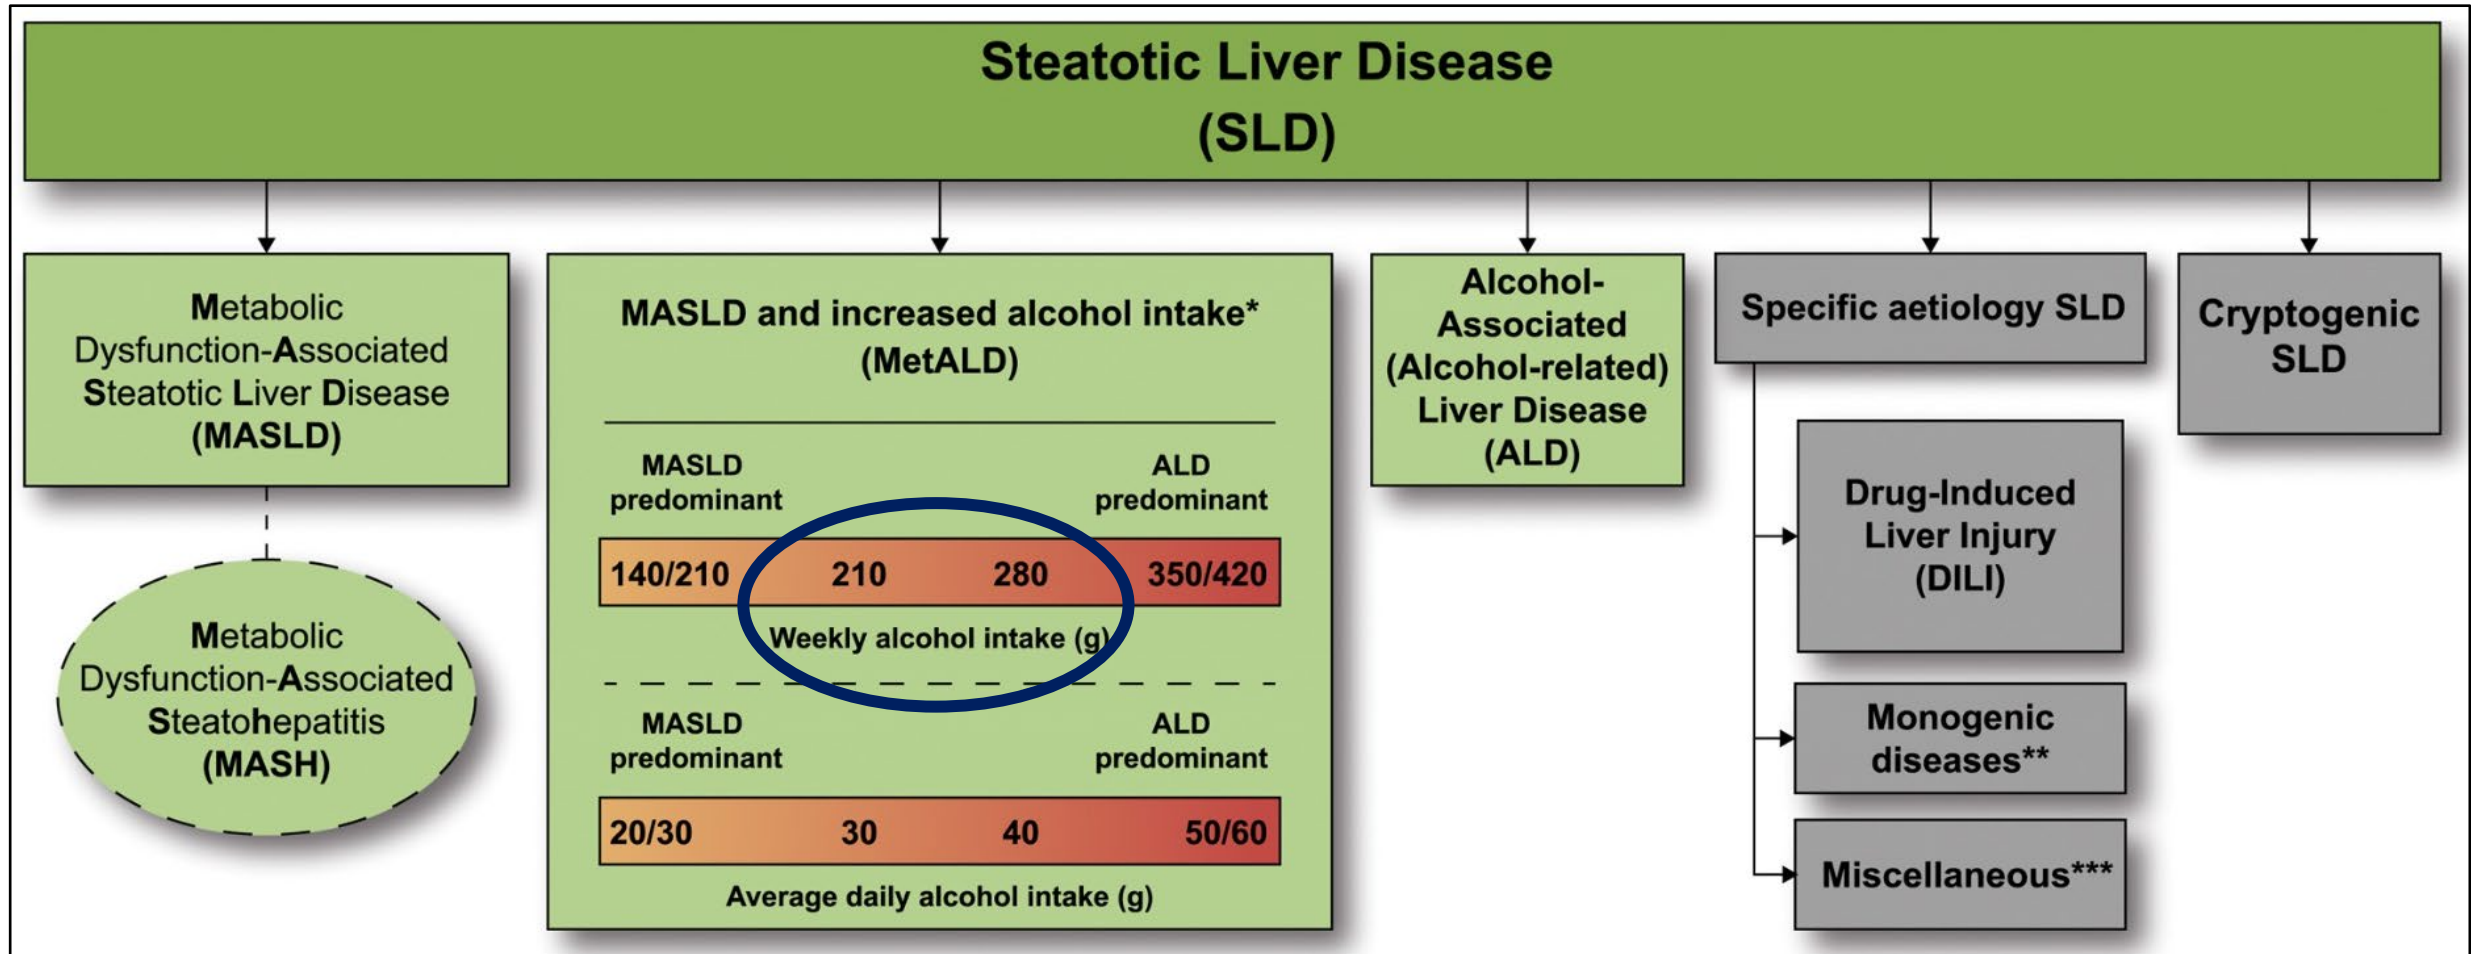 Steatotic Liver Disease
(SLD)
Metabolic
Dysfunction-Associated
Steatotic Liver Disease
(MASLD)
Metabolic
Dysfunction-Associated
Steatohepatitis
(MASH)
MASLD and increased alcohol intake*
(MetALD)
MASLD
predominant
ALD
predominant
140/210 210 280 350/420
Weekly alcohol intake (g)
MASLD
predominant
ALD
predominant
20/30 30 40 50/60
Average daily alcohol intake (g)
Alcohol-
Associated
(Alcohol-related)
Liver Disease
(ALD)
Specific aetiology SLD
Drug-Induced
Liver Injury
(DILI)
Monogenic
diseases**
Miscellaneous***
Cryptogenic
SLD